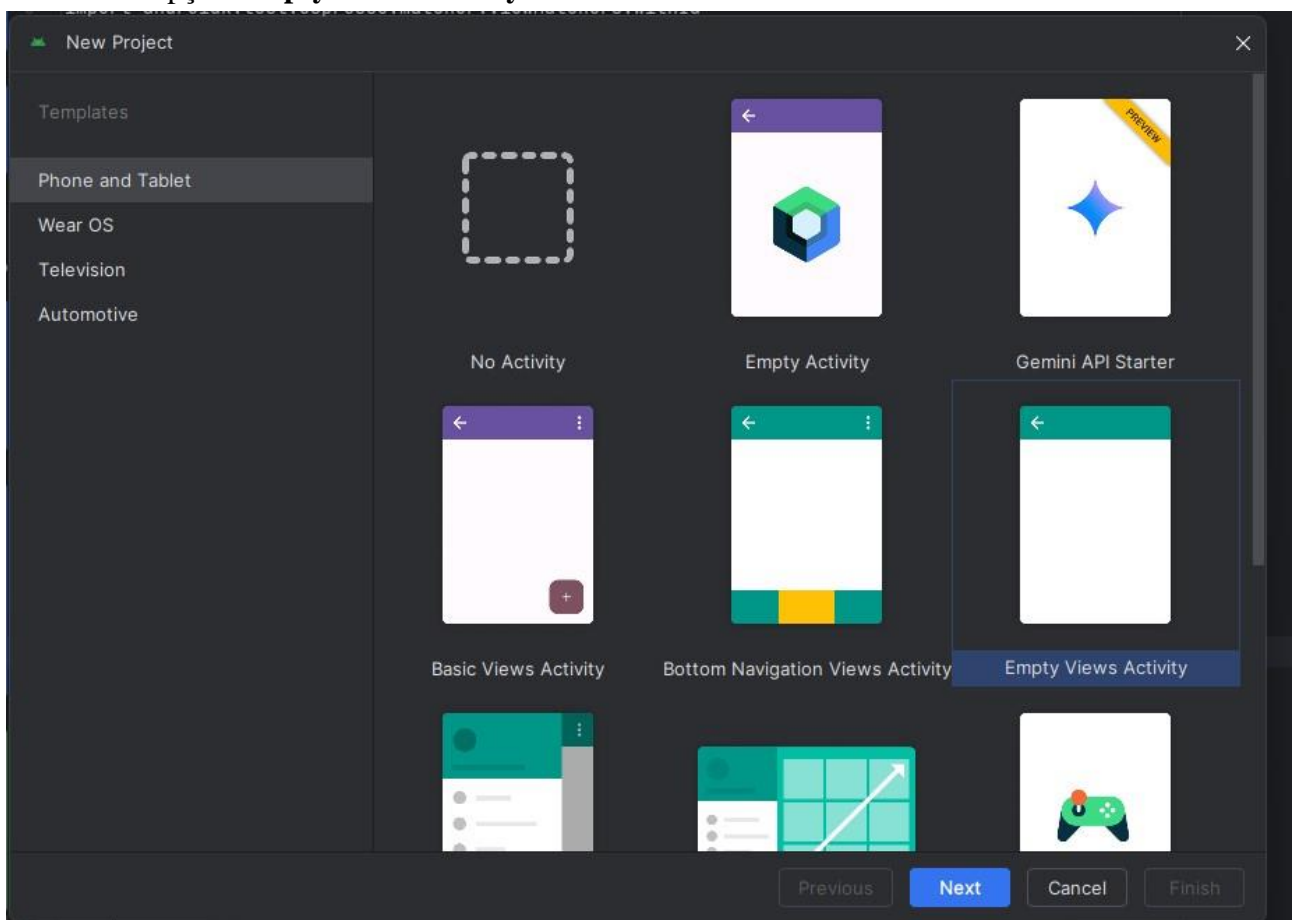 New Project
Templates
Phone and Tablet
Wear OS
Television
Automotive
PREVIEW
No Activity
Empty Activity
Gemini API Starter
Basic Views Activity
Bottom Navigation Views Activity
Empty Views Activity
Previous
Next
Cancel
Finish